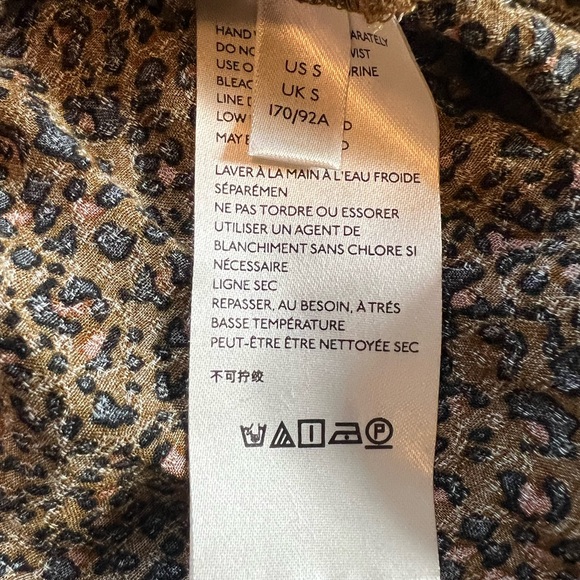 HAND
ARATELY
DO NO
WIST
USE O
RINE
BLEAC
LINE D
LOW
D
MAY B
D
US S
UK S
170/92A
LAVER À LA MAIN À L'EAU FROIDE
SÉPARÉMEN
NE PAS TORDRE OU ESSORER
UTILISER UN AGENT DE
BLANCHIMENT SANS CHLORE SI
NÉCESSAIRE
LIGNE SEC
REPASSER, AU BESOIN, À TRÉS
BASSE TEMPÉRATURE
PEUT-ÊTRE ÊTRE NETTOYÉE SEC
不可拧绞
P